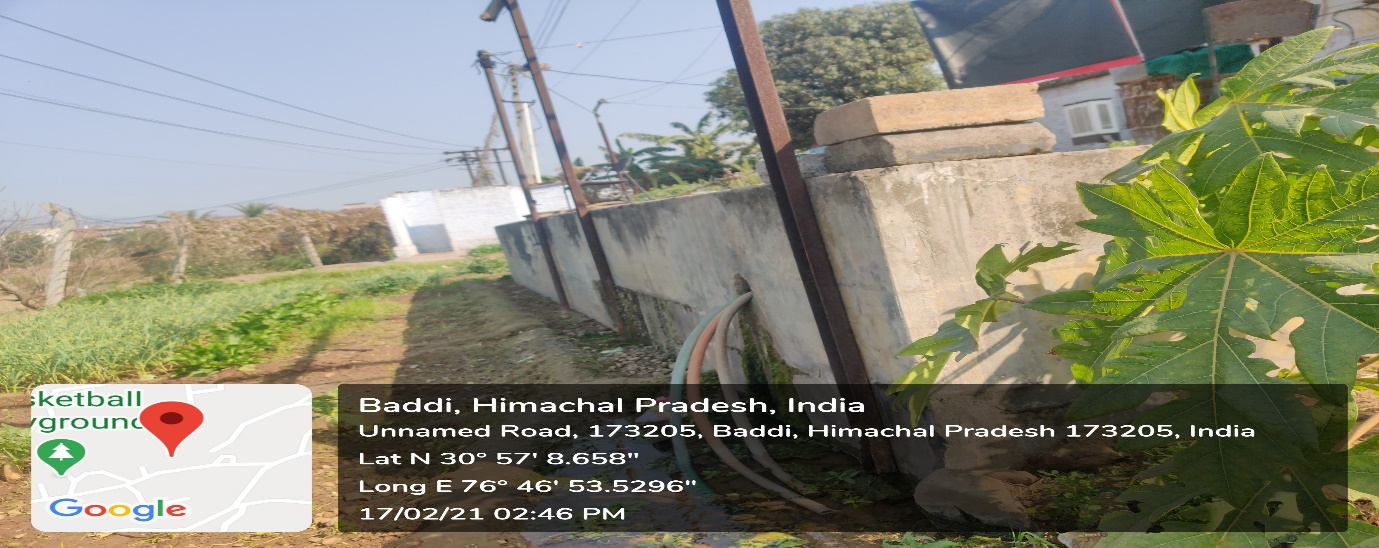 sketball
yground
Google
Baddi, Himachal Pradesh, India
Unnamed Road, 173205, Baddi, Himachal Pradesh 173205, India
Lat N 30° 57' 8.658''
Long E 76° 46' 53.5296''
17/02/21 02:46 PM